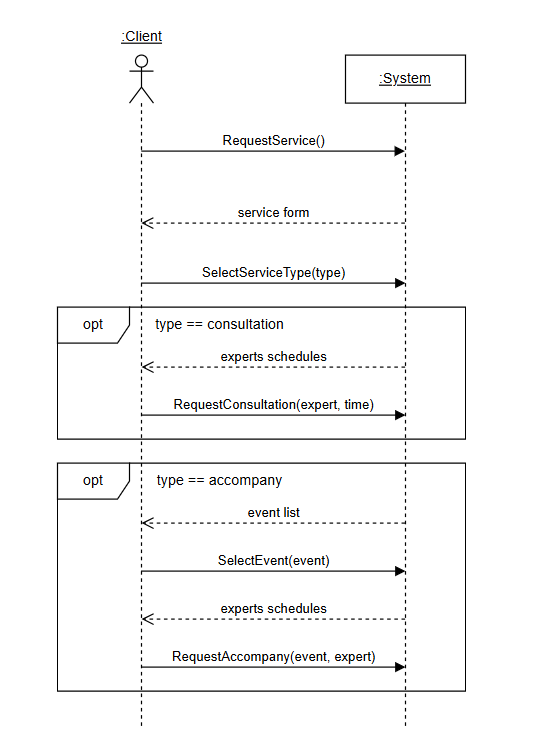 :Client
:System
RequestService()
service form
SelectServiceType(type)
opt
type == consultation
experts schedules
RequestConsultation(expert, time)
opt
type == accompany
event list
SelectEvent(event)
experts schedules
RequestAccompany(event, expert)